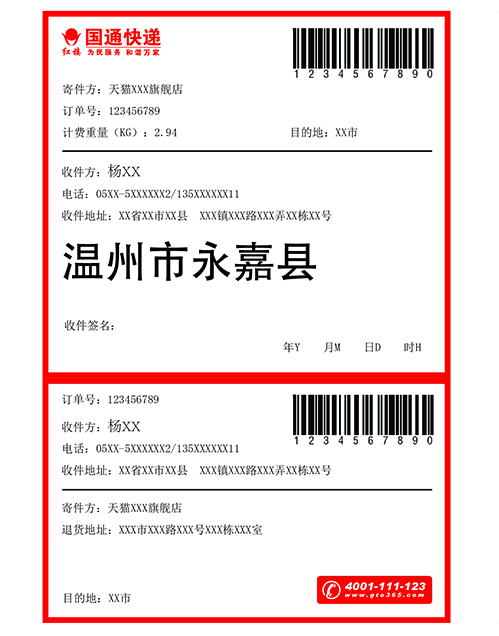 国通快递
红楼 为民服务 和谐万家
1 2 3 4 5 6 7 8 9 0
寄件方：天猫XXX旗舰店
订单号：123456789
计费重量（KG）：2.94 目的地：XX市
收件方：杨XX
电话：05XX-5XXXXXX2/135XXXXXX11
收件地址：XX省XX市XX县 XXX镇XXX路XXX弄XX栋XX号
温州市永嘉县
收件签名：
年Y 月M 日D 时H
订单号：123456789
1 2 3 4 5 6 7 8 9 0
收件方：杨XX
电话：05XX-5XXXXXX2/135XXXXXX11
收件地址：XX省XX市XX县 XXX镇XXX路XXX弄XX栋XX号
寄件方：天猫XXX旗舰店
退货地址：XXX市XXX路XXX号XXX栋XXX室
4001-111-123
www.gto365.com
目的地：XX市